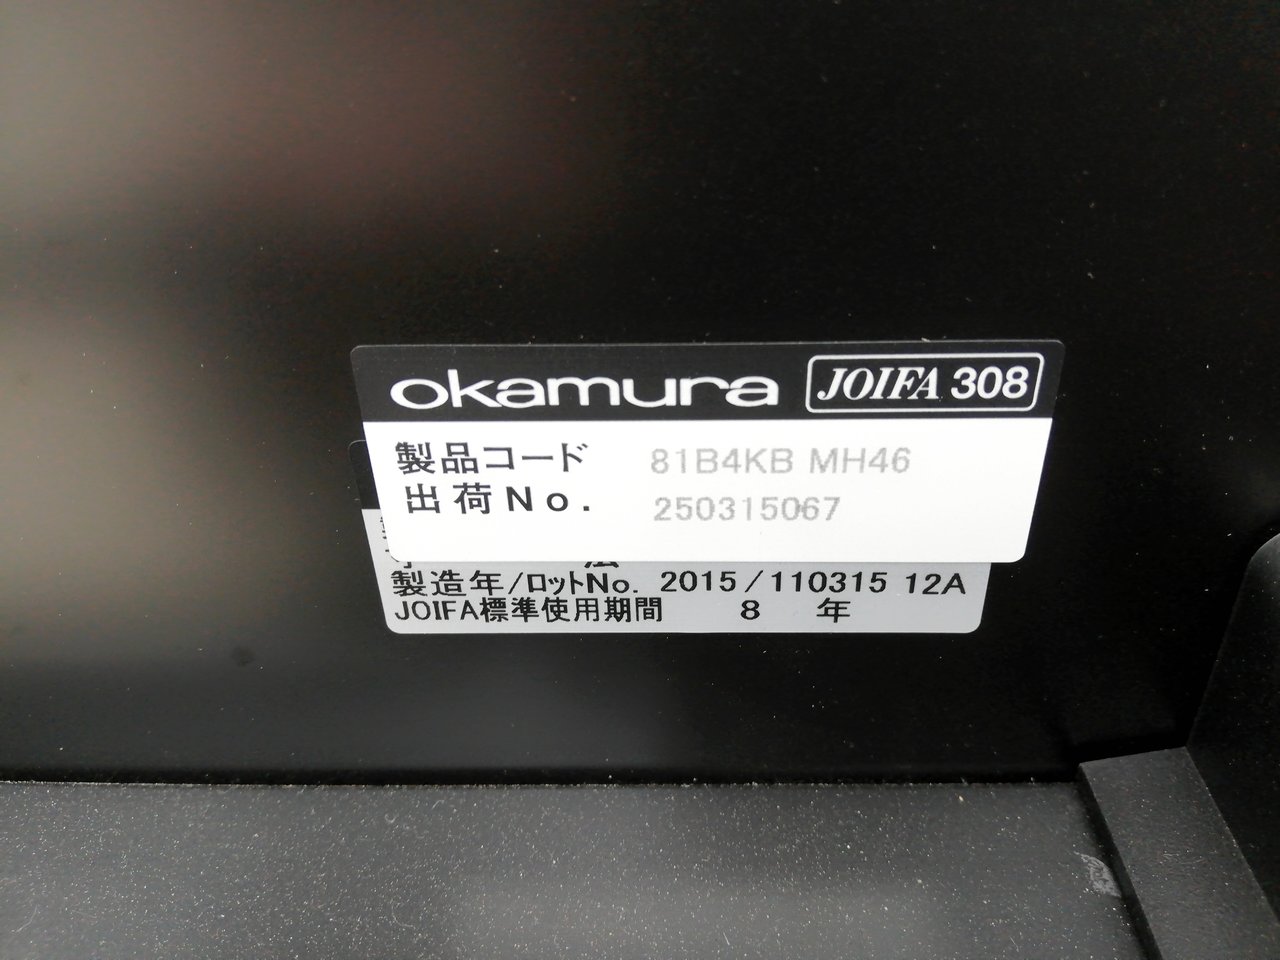 okamura JOIFA 308
製品コード 81B4KB MH46
出荷No. 250315067
製造年/ロットNo. 2015/110315 12A
JOIFA標準使用期間 8 年